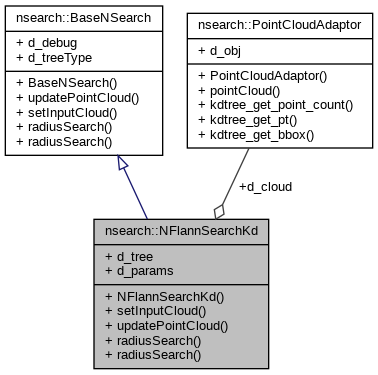 nsearch::BaseNSearch
+ d_debug
+ d_treeType
+ BaseNSearch()
+ updatePointCloud()
+ setInputCloud()
+ radiusSearch()
+ radiusSearch()
nsearch::PointCloudAdaptor
+ d_obj
+ PointCloudAdaptor()
+ pointCloud()
+ kdtree_get_point_count()
+ kdtree_get_pt()
+ kdtree_get_bbox()
+d_cloud
nsearch::NFlannSearchKd
+ d_tree
+ d_params
+ NFlannSearchKd()
+ setInputCloud()
+ updatePointCloud()
+ radiusSearch()
+ radiusSearch()